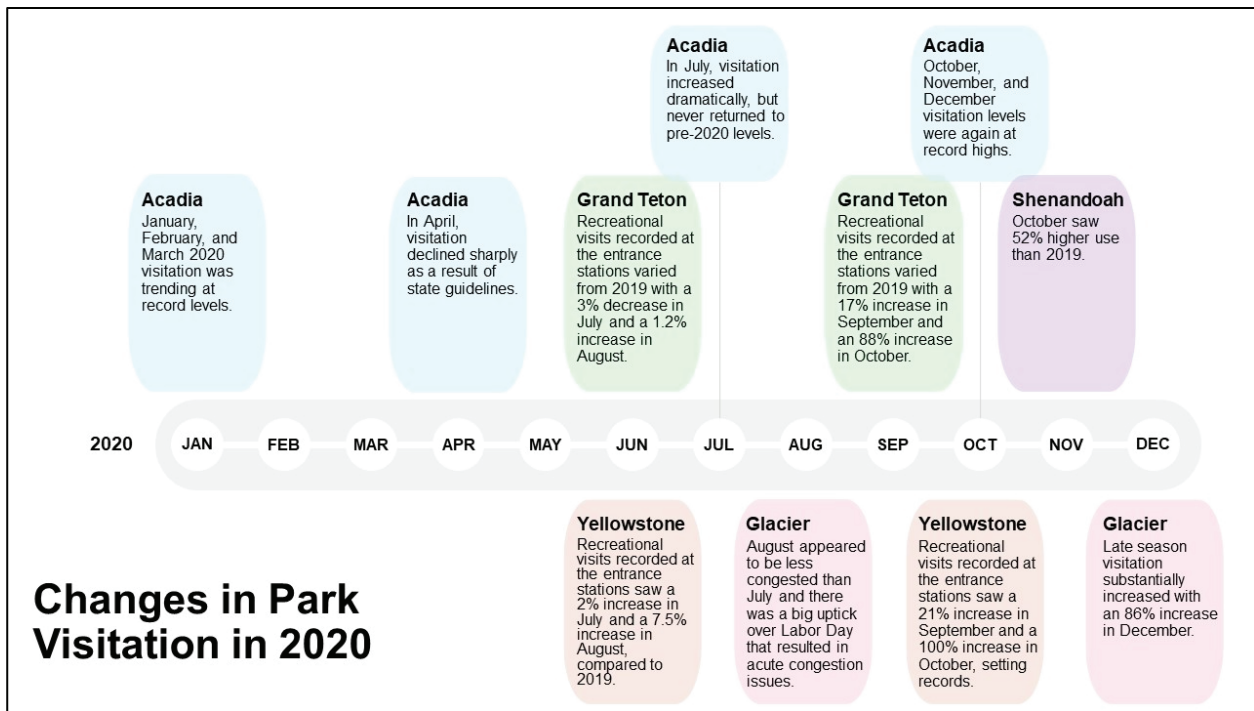 Acadia
In July, visitation
increased
dramatically, but
never returned to
pre-2020 levels.
Acadia
October,
November, and
December
visitation levels
were again at
record highs.
Acadia
January,
February, and
March 2020
visitation was
trending at
record levels.
Acadia
In April,
visitation
declined sharply
as a result of
state guidelines.
Grand Teton
Recreational
visits recorded at
the entrance
stations varied
from 2019 with a
3% decrease in
July and a 1.2%
increase in
August.
Grand Teton
Recreational
visits recorded at
the entrance
stations varied
from 2019 with a
17% increase in
September and
an 88% increase
in October.
Shenandoah
October saw
52% higher use
than 2019.
2020 JAN FEB MAR APR MAY JUN JUL AUG SEP OCT NOV DEC
Yellowstone
Recreational
visits recorded at
the entrance
stations saw a
2% increase in
July and a 7.5%
increase in
August,
compared to
2019.
Glacier
August appeared
to be less
congested than
July and there
was a big uptick
over Labor Day
that resulted in
acute congestion
issues.
Yellowstone
Recreational
visits recorded at
the entrance
stations saw a
21% increase in
September and a
100% increase in
October, setting
records.
Glacier
Late season
visitation
substantially
increased with
an 86% increase
in December.
Changes in Park
Visitation in 2020